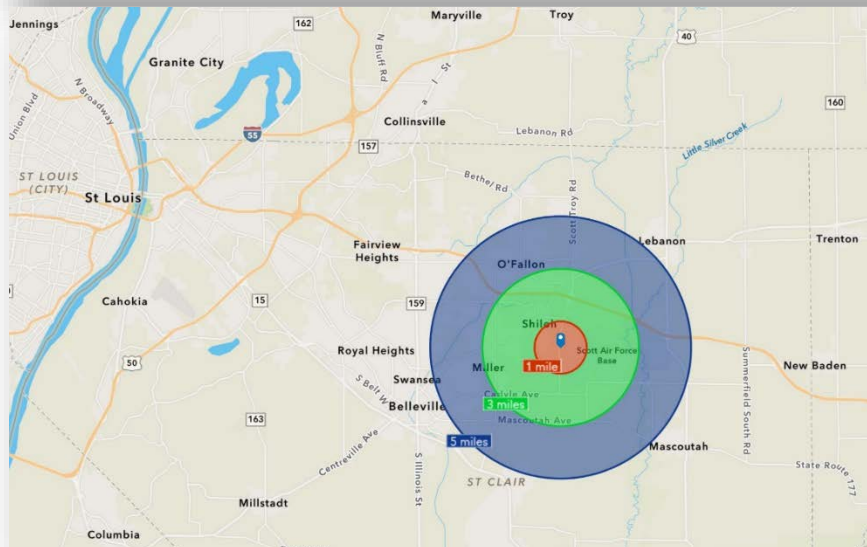 Jennings
Maryville
Troy
162
40
N Bluff Rd
Granite City
N Broadway
Union Blvd
a l St
160
Collinsville
Lebanon Rd
55
157
Little Silver Creek
Bethel Rd
ST LOUIS
(CITY)
St Louis
Scott Troy Rd
Fairview
Heights
Lebanon
Trenton
O'Fallon
Cahokia
15
159
Shiloh
Royal Heights
Scott Air Force
Base
1 mile
Miller
50
Swansea
New Baden
S Belt W
Carlyle Ave
3 miles
Belleville
Summerfield South Rd
163
Mascoutah Ave
5 miles
Centreville Ave
Mascoutah
S Illinois St
State Route 177
ST CLAIR
Millstadt
Columbia